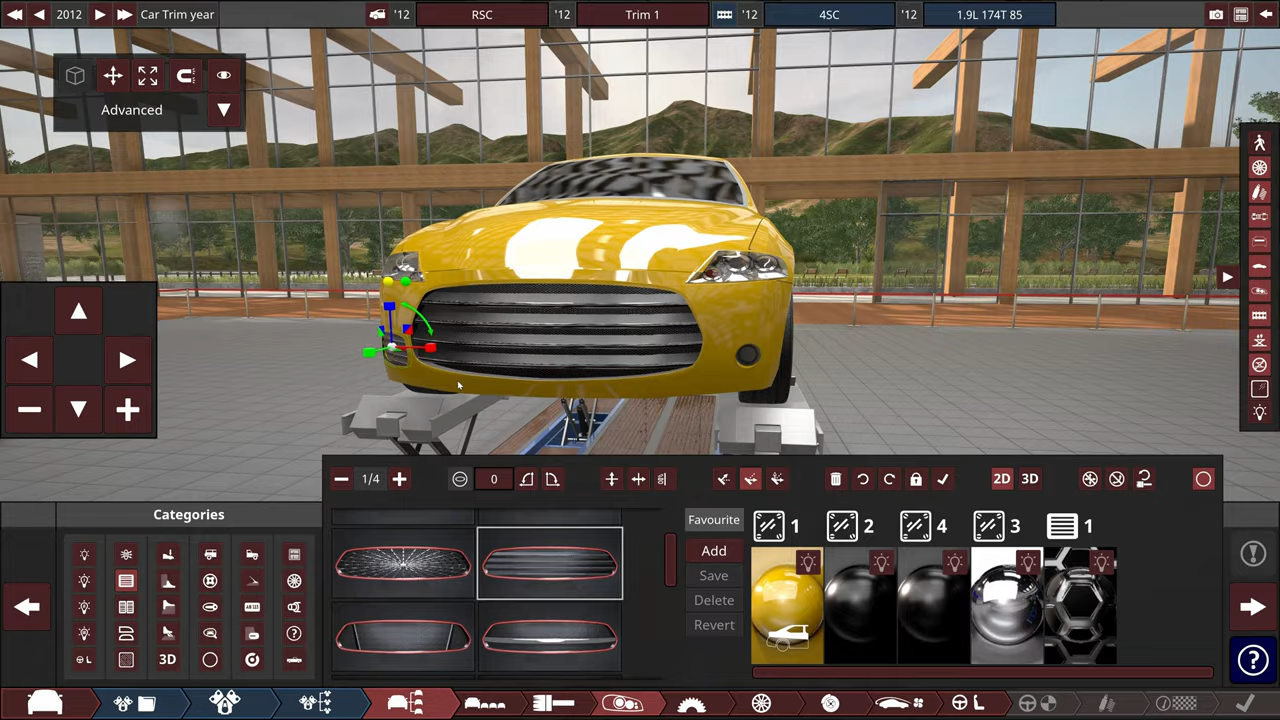 2012 Car Trim year '12 RSC '12 Trim 1 '12 4SC '12 1.9L 174T 85
Advanced
1/4 0 2D 3D
Categories
Favourite 1 2 4 3 1
Add
Save
Delete
Revert
L 3D
?